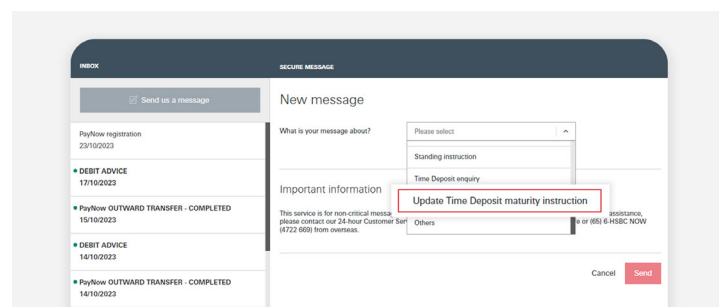 INBOX
SECURE MESSAGE
Send us a message
PayNow registration
23/10/2023
DEBIT ADVICE
17/10/2023
PayNow OUTWARD TRANSFER - COMPLETED
15/10/2023
DEBIT ADVICE
14/10/2023
PayNow OUTWARD TRANSFER - COMPLETED
14/10/2023
New message
What is your message about?
Please select
Standing instruction
Time Deposit enquiry
Update Time Deposit maturity instruction
Others
Important information
This service is for non-critical messag assistance,
please contact our 24-hour Customer Ser e or (65) 6-HSBC NOW
(4722 669) from overseas.
Cancel
Send